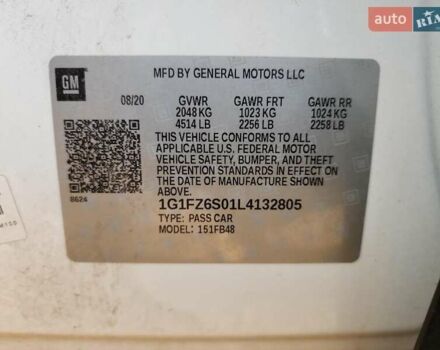 AUTO
RIA
GM
MFD BY GENERAL MOTORS LLC
08/20 GVWR GAWR FRT GAWR RR
2048 KG 1023 KG 1024 KG
4514 LB 2256 LB 2258 LB
THIS VEHICLE CONFORMS TO ALL
APPLICABLE U.S. FEDERAL MOTOR
VEHICLE SAFETY, BUMPER, AND THEFT
PREVENTION STANDARDS IN EFFECT ON
THE DATE OF MANUFACTURE SHOWN
ABOVE
8624
1G1FZ6S01L4132805
TYPE: PASS CAR
MODEL: 151FB48